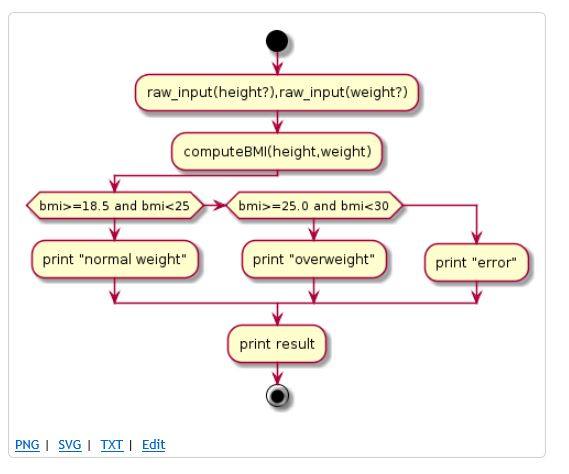 raw_input(height?),raw_input(weight?)
computeBMI(height,weight)
bmi>=18.5 and bmi<25
bmi>=25.0 and bmi<30
print "normal weight"
print "overweight"
print "error"
print result
PNG | SVG | TXT | Edit